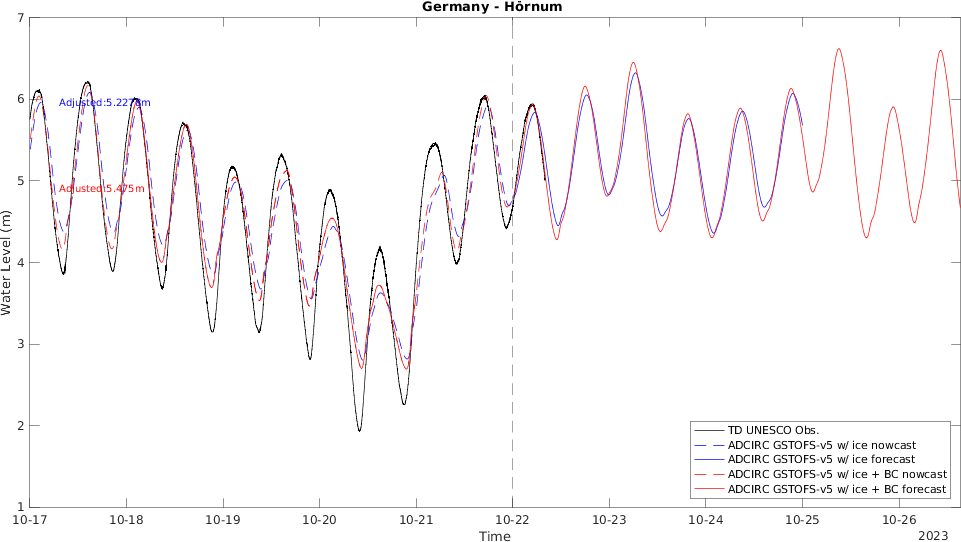 Germany - Hörnum
7
6
5
4
3
2
1
Water Level (m)
Adjusted:5.2278m
Adjusted:5.475m
TD UNESCO Obs.
ADCIRC GSTOFS-v5 w/ ice nowcast
ADCIRC GSTOFS-v5 w/ ice forecast
ADCIRC GSTOFS-v5 w/ ice + BC nowcast
ADCIRC GSTOFS-v5 w/ ice + BC forecast
10-17 10-18 10-19 10-20 10-21 10-22 10-23 10-24 10-25 10-26
Time
2023